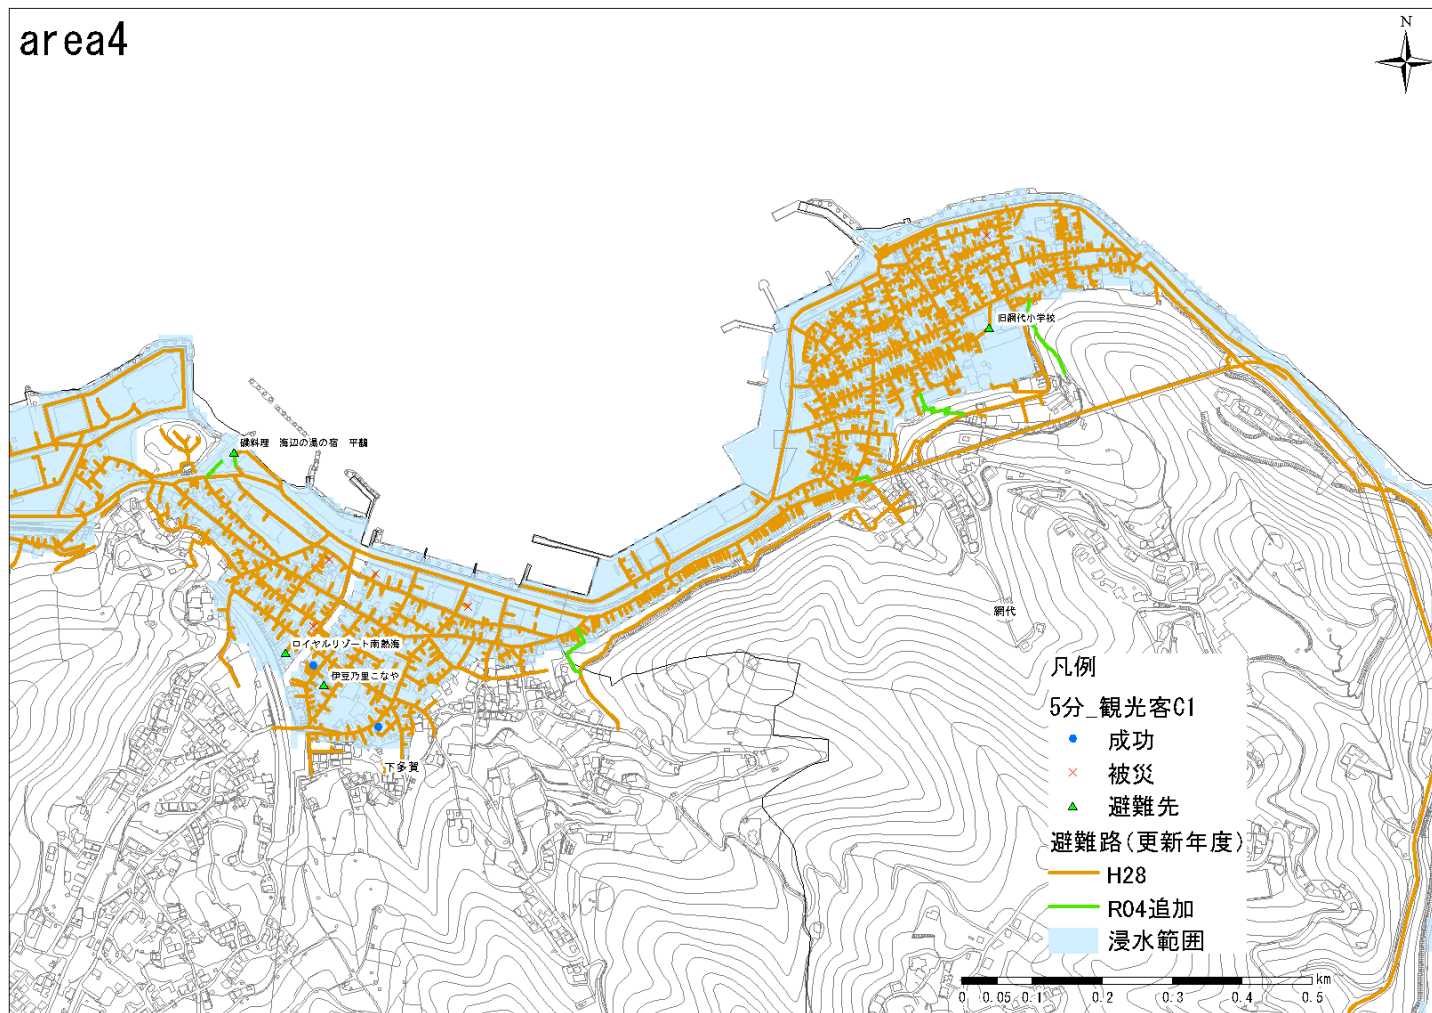 area4
N
旧網代小学校
磯料理 海辺の湯の宿 平鶴
網代
ロイヤルリゾート南熱海
伊豆乃里こなや
下多賀
凡例
5分_観光客C1
成功
被災
避難先
避難路(更新年度)
H28
R04追加
浸水範囲
km
0 0.05 0.1 0.2 0.3 0.4 0.5